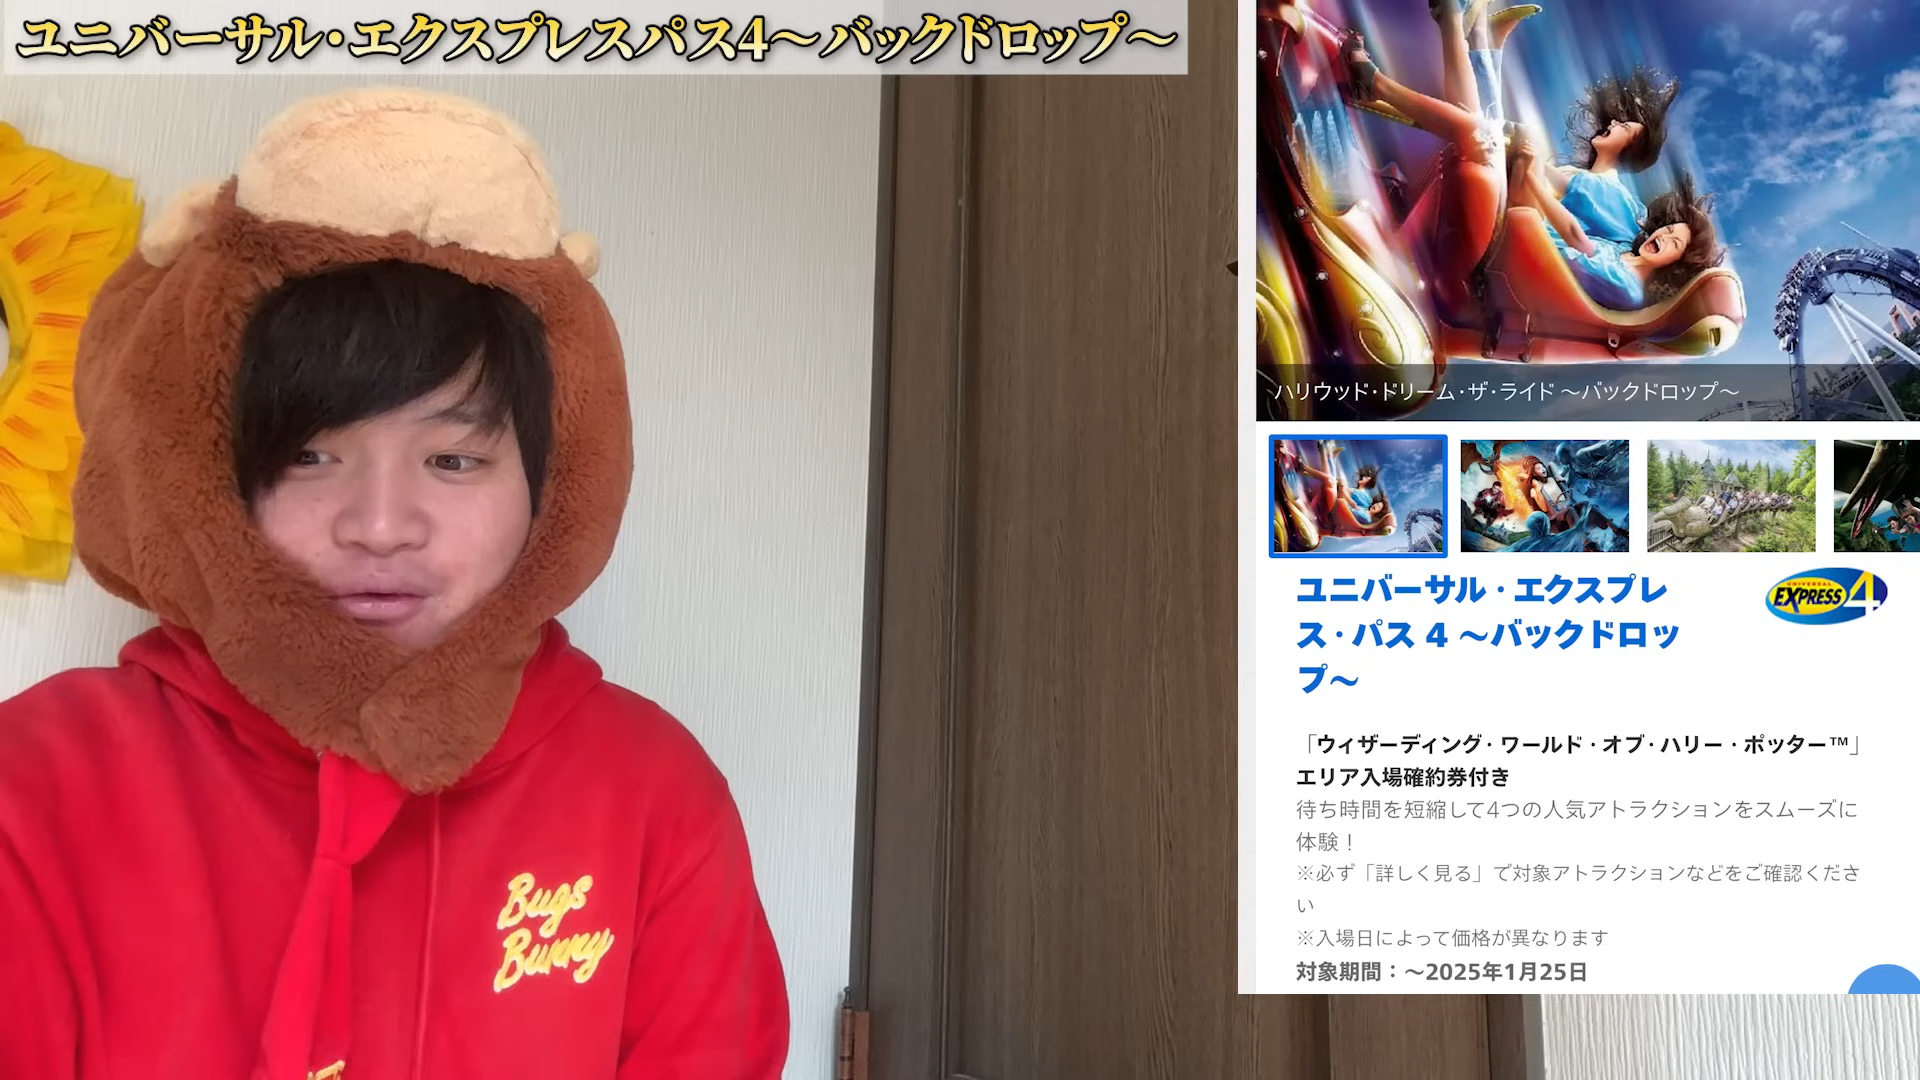 ユニバーサル・エクスプレスパス4～バックドロップ～
ハリウッド・ドリーム・ザ・ライド ～バックドロップ～
ユニバーサル・エクスプレ
ス・パス 4 ～バックドロッ
プ～
UNIVERSAL
EXPRESS 4
「ウィザーディング・ワールド・オブ・ハリー・ポッター™」
エリア入場確約券付き
待ち時間を短縮して4つの人気アトラクションをスムーズに
体験！
※必ず「詳しく見る」で対象アトラクションなどをご確認くださ
い
※入場日によって価格が異なります
対象期間：～2025年1月25日
Bugs
Bunny